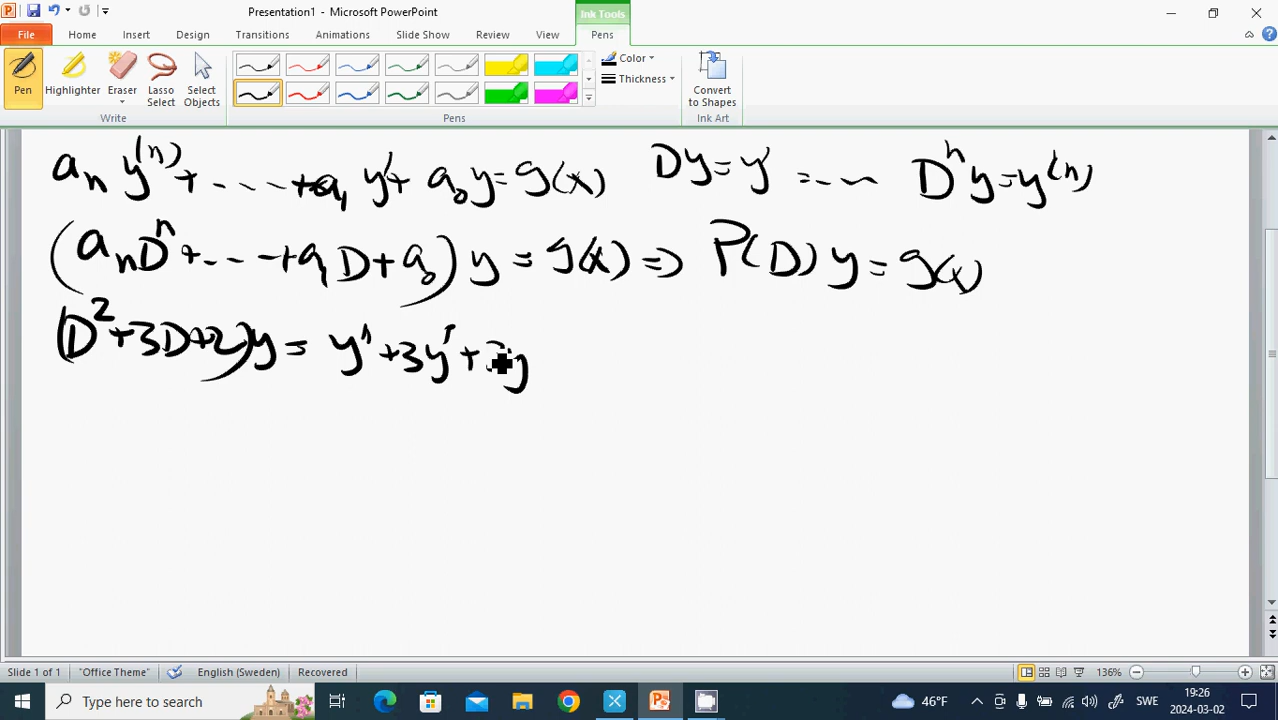 Presentation1 - Microsoft PowerPoint
Ink Tools
File Home Insert Design Transitions Animations Slide Show Review View Pens
Pen Highlighter Eraser Lasso Select Select Objects
Color
Thickness
Convert to Shapes
Write Pens Ink Art
aₙ y⁽ⁿ⁾ + ..... + a₁ y' + a₀ y = g(x) Dy = y' ..... Dⁿy = y⁽ⁿ⁾
(aₙDⁿ + ..... + a₁D + a₀) y = g(x) ⇒ P(D) y = g(x)
(D² + 3D + 2)y = y'' + 3y' + 2y
Slide 1 of 1 "Office Theme" English (Sweden) Recovered 136%
Type here to search 46°F SWE 19:26
2024-03-02